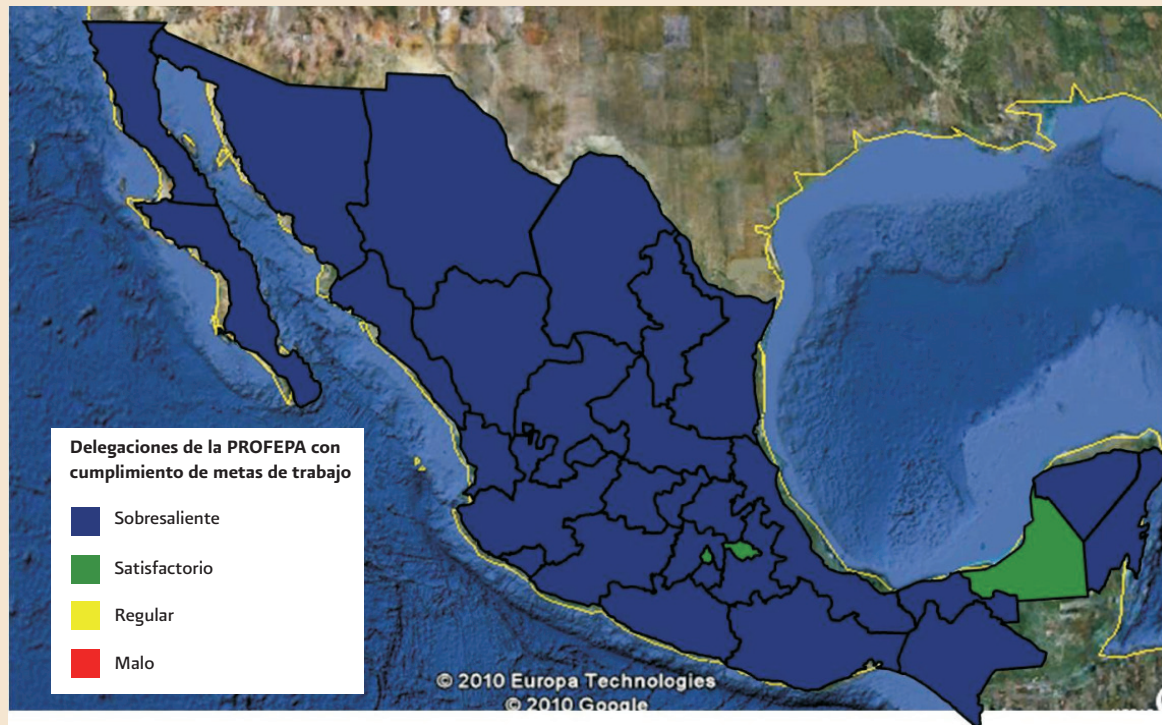 Delegaciones de la PROFEPA con
cumplimiento de metas de trabajo
Sobresaliente
Satisfactorio
Regular
Malo
© 2010 Europa Technologies
© 2010 Google